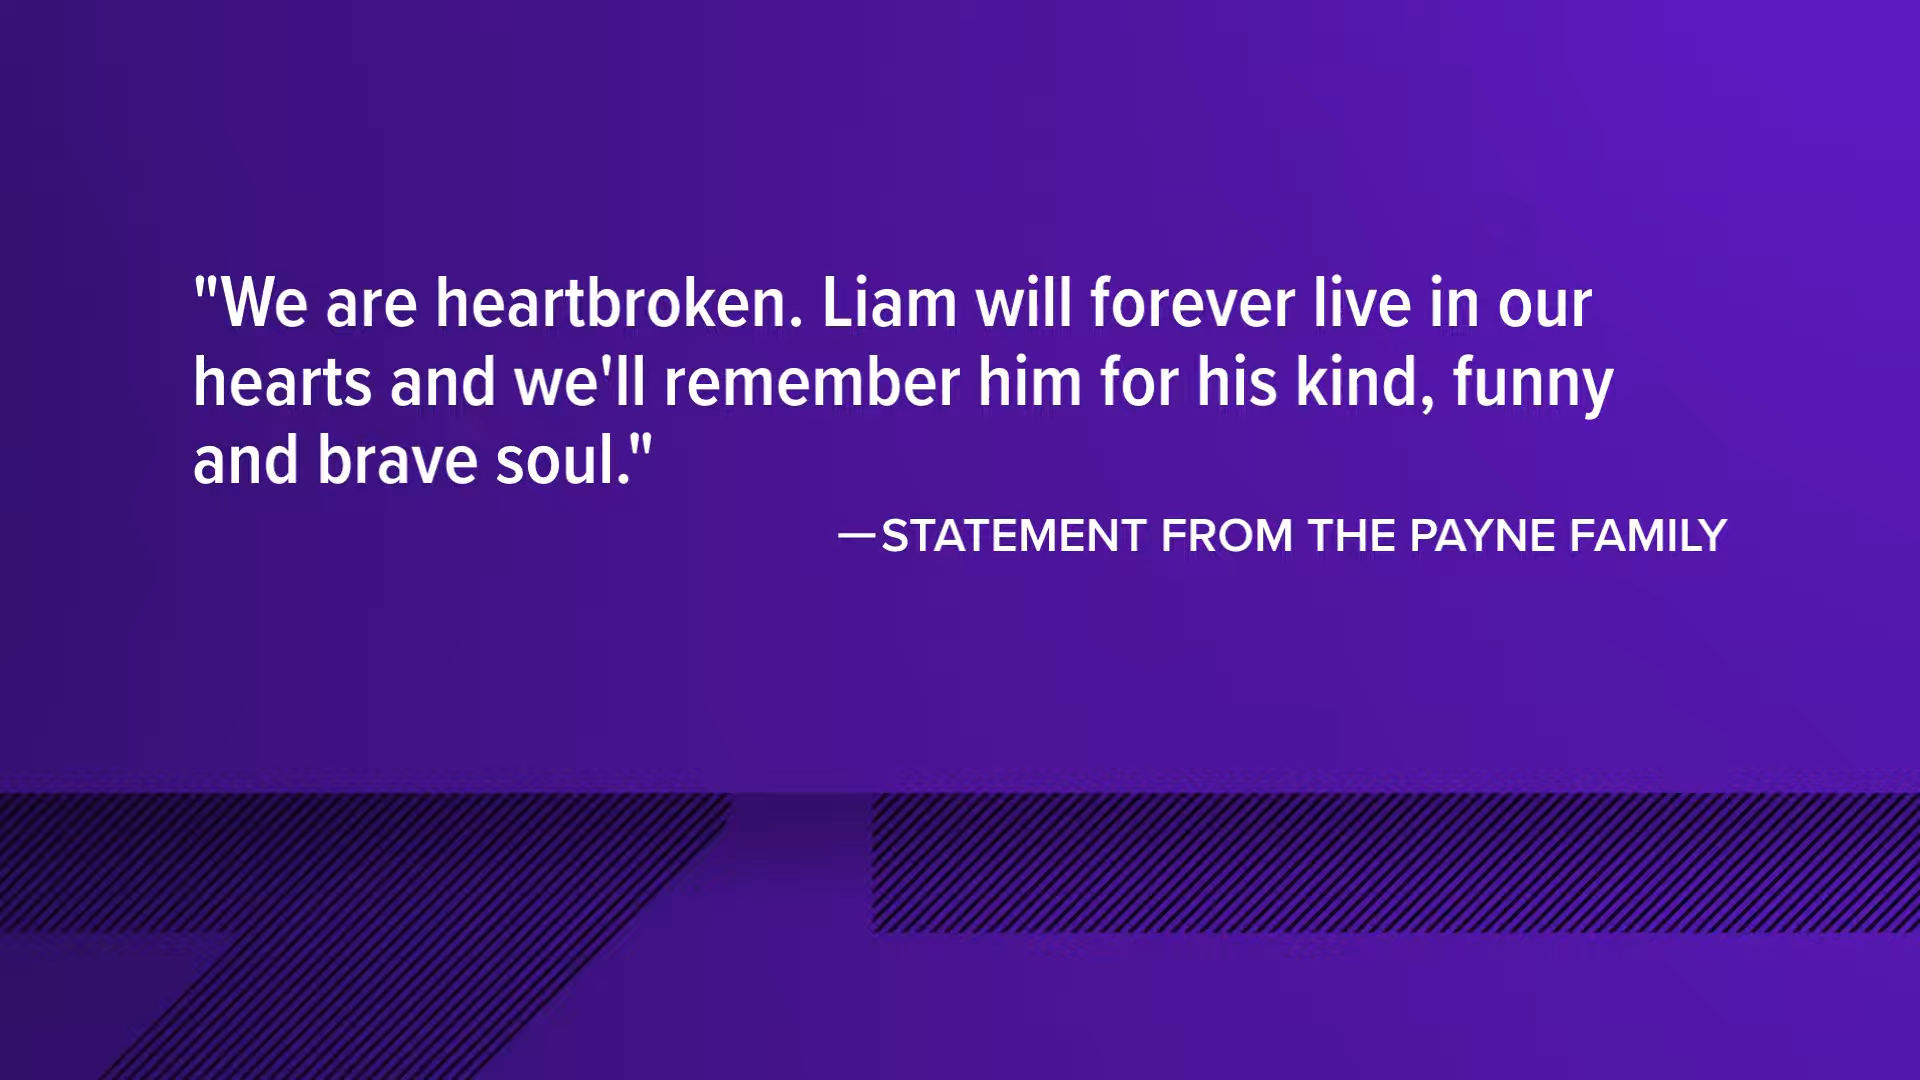 "We are heartbroken. Liam will forever live in our
hearts and we'll remember him for his kind, funny
and brave soul."
—STATEMENT FROM THE PAYNE FAMILY